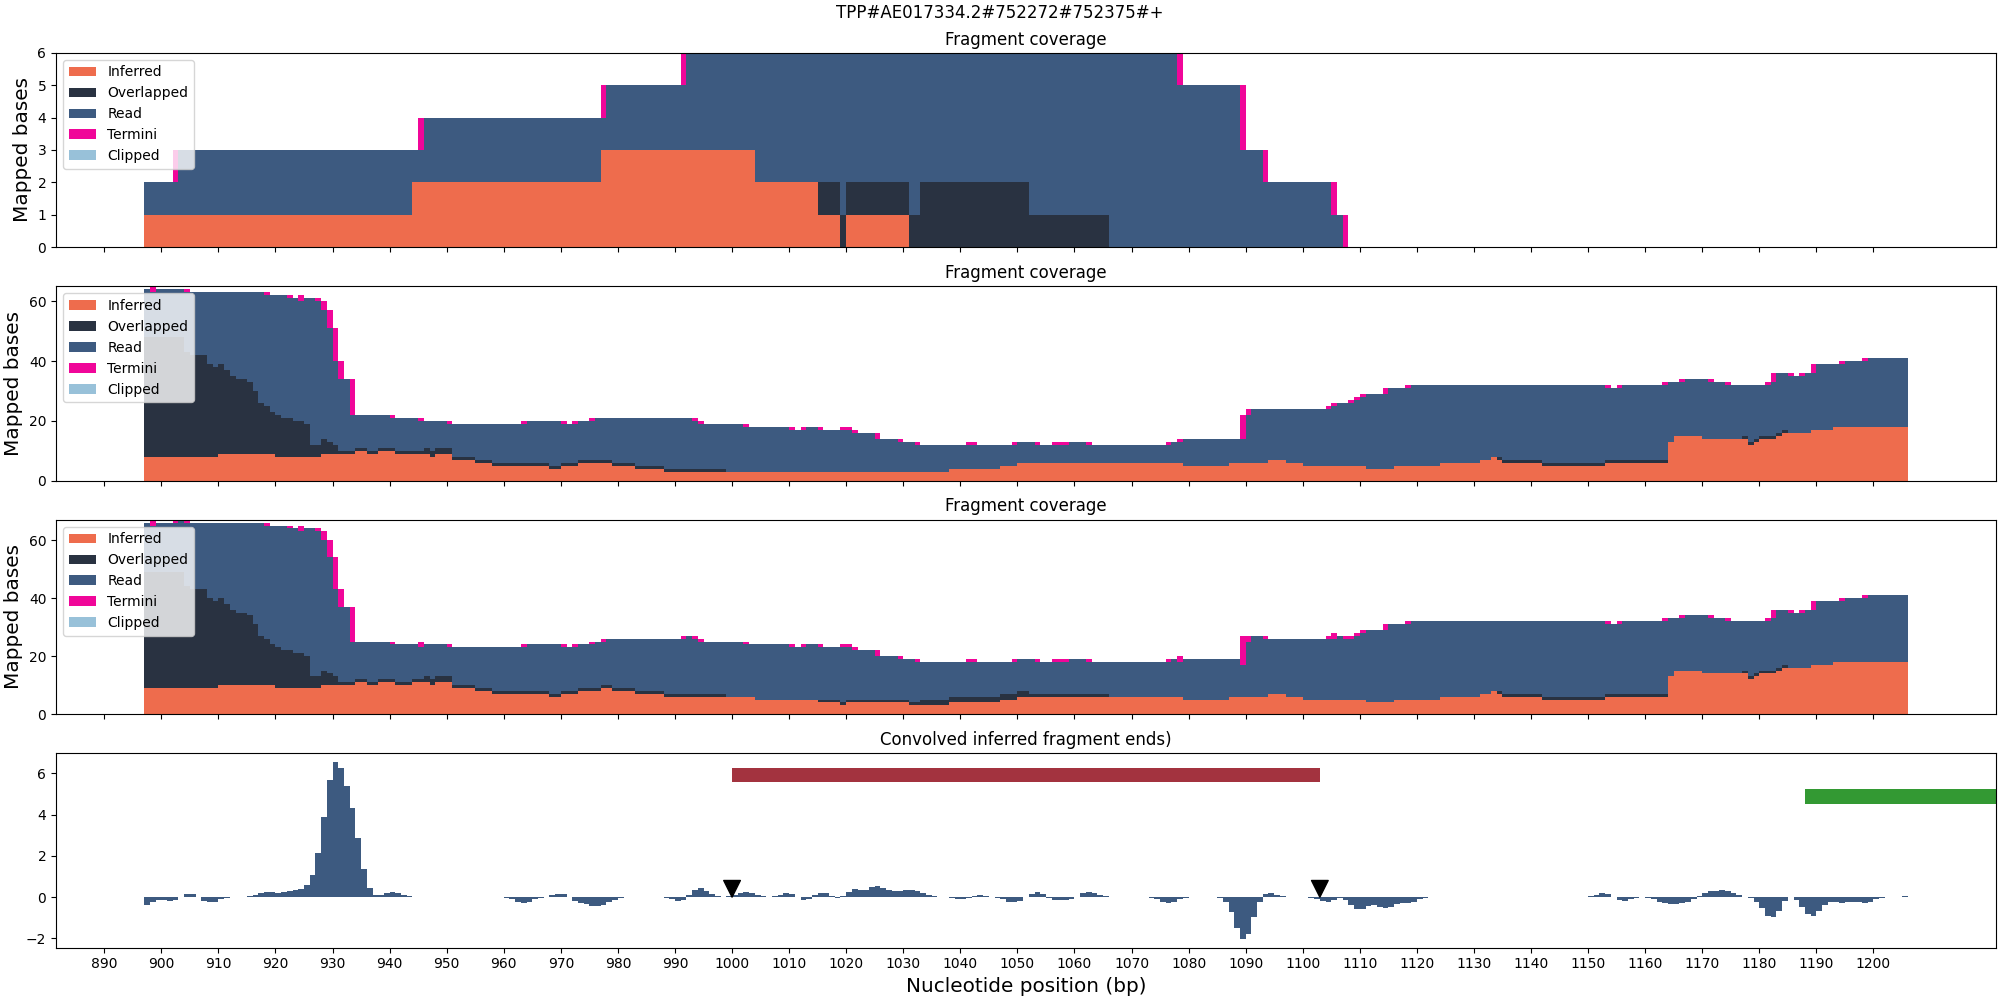 TPP#AE017334.2#752272#752375#+
Fragment coverage
Mapped bases
6
5
4
3
2
1
0
Inferred
Overlapped
Read
Termini
Clipped
Fragment coverage
Mapped bases
60
40
20
0
Inferred
Overlapped
Read
Termini
Clipped
Fragment coverage
Mapped bases
60
40
20
0
Inferred
Overlapped
Read
Termini
Clipped
Convolved inferred fragment ends)
6
4
2
0
−2
890 900 910 920 930 940 950 960 970 980 990 1000 1010 1020 1030 1040 1050 1060 1070 1080 1090 1100 1110 1120 1130 1140 1150 1160 1170 1180 1190 1200
Nucleotide position (bp)